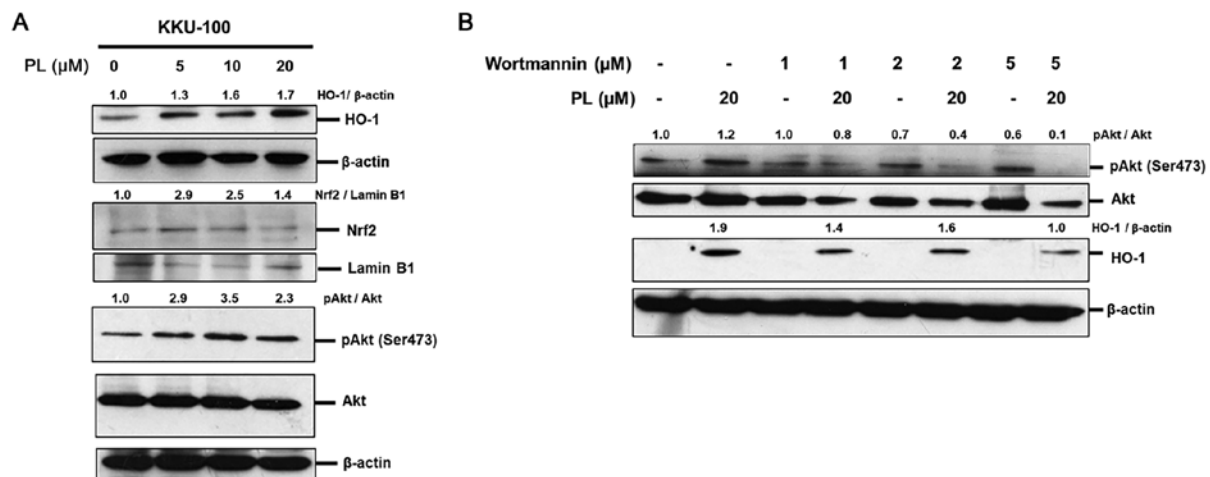 A
KKU-100
PL (µM) 0 5 10 20
1.0 1.3 1.6 1.7 HO-1/ β-actin
HO-1
β-actin
1.0 2.9 2.5 1.4 Nrf2 / Lamin B1
Nrf2
Lamin B1
1.0 2.9 3.5 2.3 pAkt / Akt
pAkt (Ser473)
Akt
β-actin
B
Wortmannin (µM) - - 1 1 2 2 5 5
PL (µM) - 20 - 20 - 20 - 20
1.0 1.2 1.0 0.8 0.7 0.4 0.6 0.1 pAkt / Akt
pAkt (Ser473)
Akt
1.9 1.4 1.6 1.0 HO-1 / β-actin
HO-1
β-actin